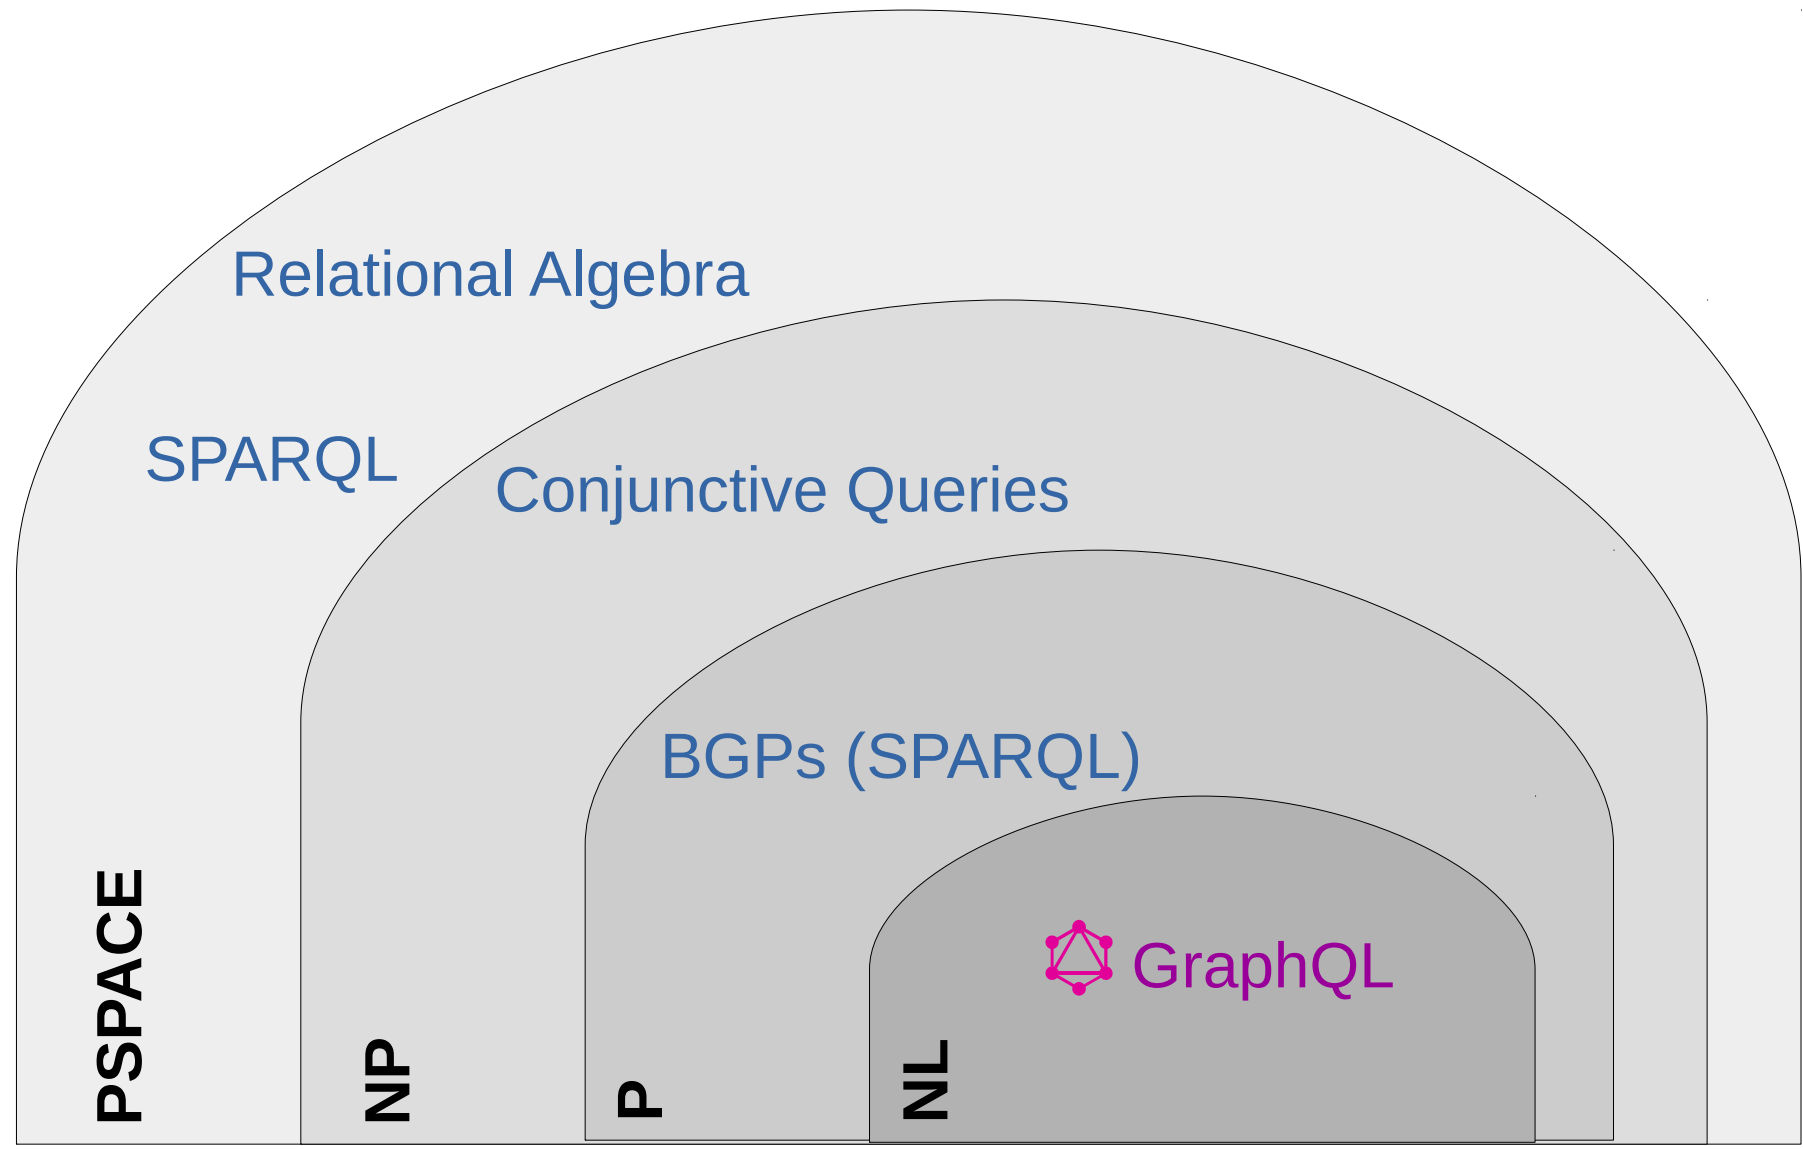 Relational Algebra
SPARQL
Conjunctive Queries
BGPs (SPARQL)
GraphQL
PSPACE
NP
P
NL